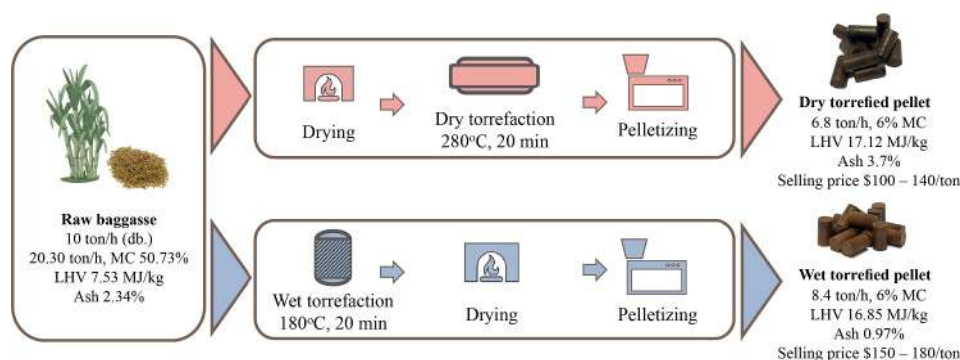 Raw baggasse
10 ton/h (db.)
20.30 ton/h, MC 50.73%
LHV 7.53 MJ/kg
Ash 2.34%
Drying
Dry torrefaction
280°C, 20 min
Pelletizing
Dry torrefied pellet
6.8 ton/h, 6% MC
LHV 17.12 MJ/kg
Ash 3.7%
Selling price $100 – 140/ton
Wet torrefaction
180°C, 20 min
Drying
Pelletizing
Wet torrefied pellet
8.4 ton/h, 6% MC
LHV 16.85 MJ/kg
Ash 0.97%
Selling price $150 – 180/ton